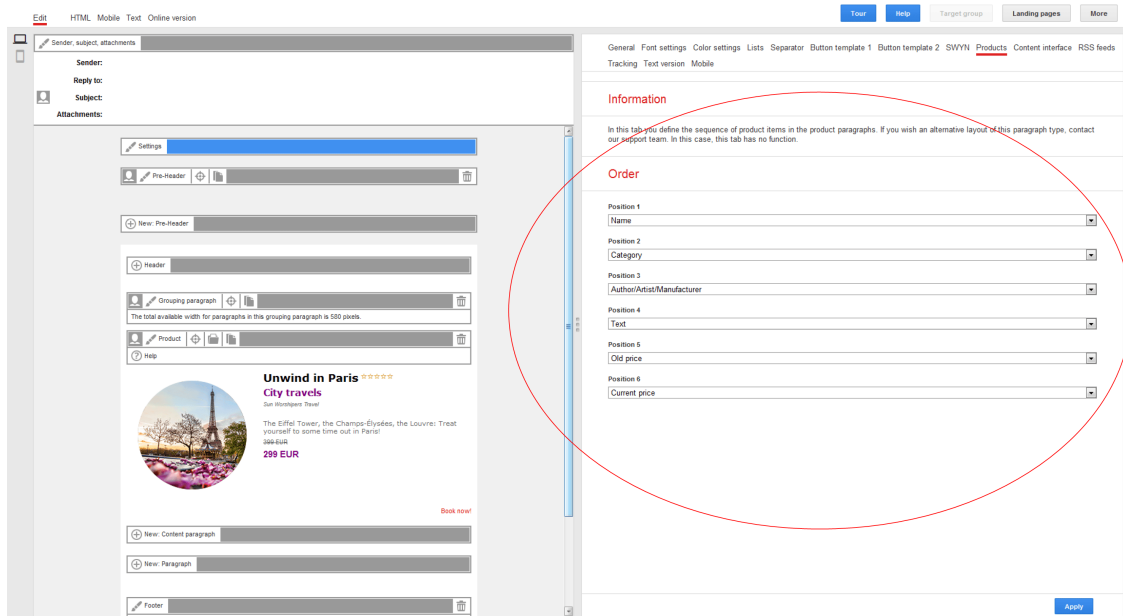 Edit HTML Mobile Text Online version
Tour Help Target group Landing pages More
Sender, subject, attachments
Sender:
Reply to:
Subject:
Attachments:
Settings
Pre-Header
New: Pre-Header
Header
Grouping paragraph
The total available width for paragraphs in this grouping paragraph is 580 pixels.
Product
Help
Unwind in Paris
City travels
Sun Worshipers Travel
The Eiffel Tower, the Champs-Élysées, the Louvre: Treat
yourself to some time out in Paris!
399 EUR
299 EUR
Book now!
New: Content paragraph
New: Paragraph
Footer
General Font settings Color settings Lists Separator Button template 1 Button template 2 SWYN Products Content interface RSS feeds
Tracking Text version Mobile
Information
In this tab you define the sequence of product items in the product paragraphs. If you wish an alternative layout of this paragraph type, contact
our support team. In this case, this tab has no function.
Order
Position 1
Name
Position 2
Category
Position 3
Author/Artist/Manufacturer
Position 4
Text
Position 5
Old price
Position 6
Current price
Apply